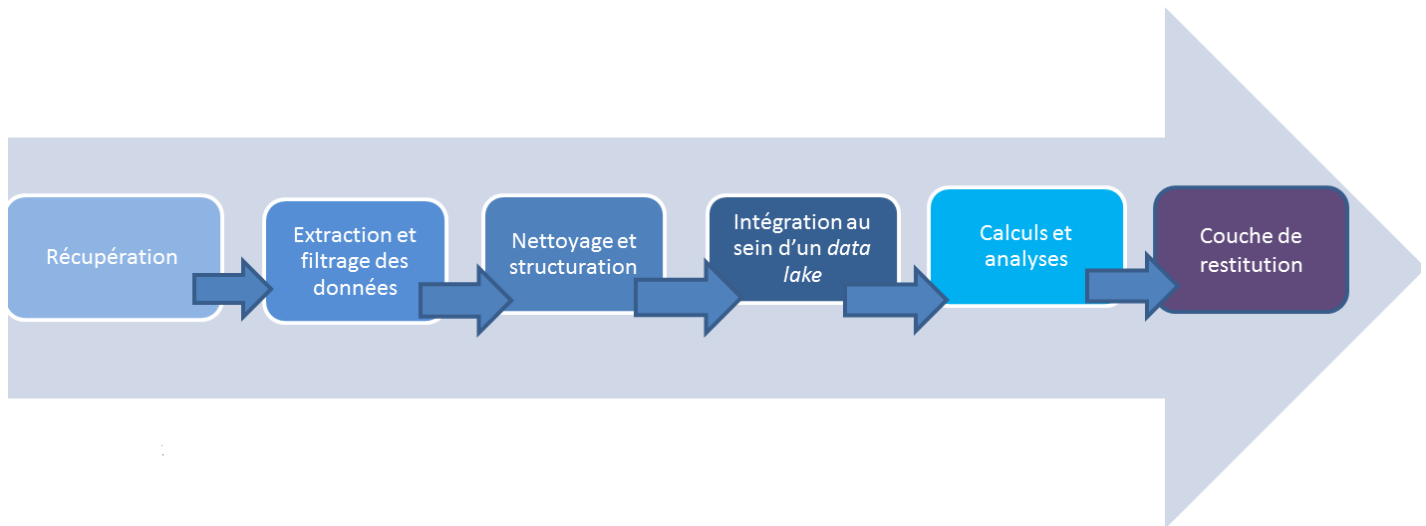 Récupération
Extraction et
filtrage des
données
Nettoyage et
structuration
Intégration au
sein d'un data
lake
Calculs et
analyses
Couche de
restitution